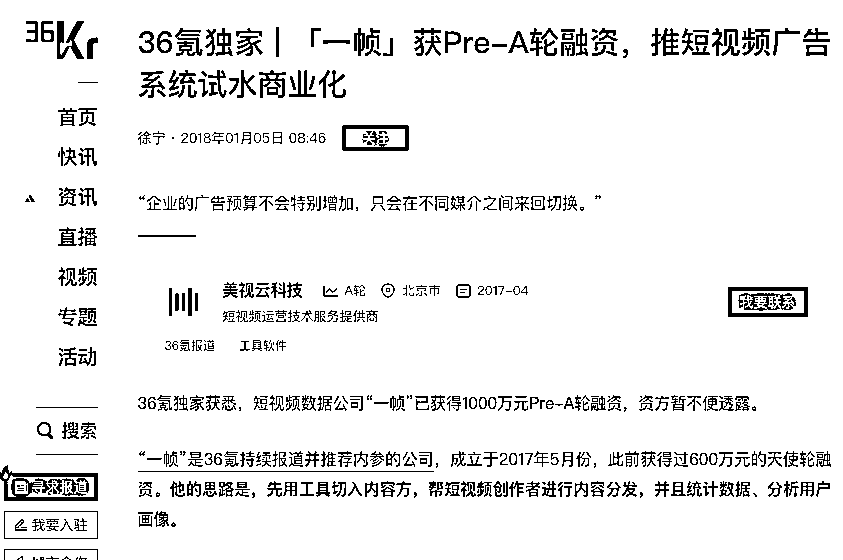 36Kr
首页
快讯
资讯
直播
视频
专题
活动
搜索
寻求报道
我要入驻
36氪独家 | 「一帧」获Pre-A轮融资，推短视频广告
系统试水商业化
徐宁 · 2018年01月05日 08:46 关注
“企业的广告预算不会特别增加，只会在不同媒介之间来回切换。”
美视云科技 A轮 北京市 2017-04
我要联系
短视频运营技术服务提供商
36氪报道 工具软件
36氪独家获悉，短视频数据公司“一帧”已获得1000万元Pre-A轮融资，资方暂不便透露。
“一帧”是36氪持续报道并推荐内参的公司，成立于2017年5月份，此前获得过600万元的天使轮融
资。他的思路是，先用工具切入内容方，帮短视频创作者进行内容分发，并且统计数据、分析用户
画像。